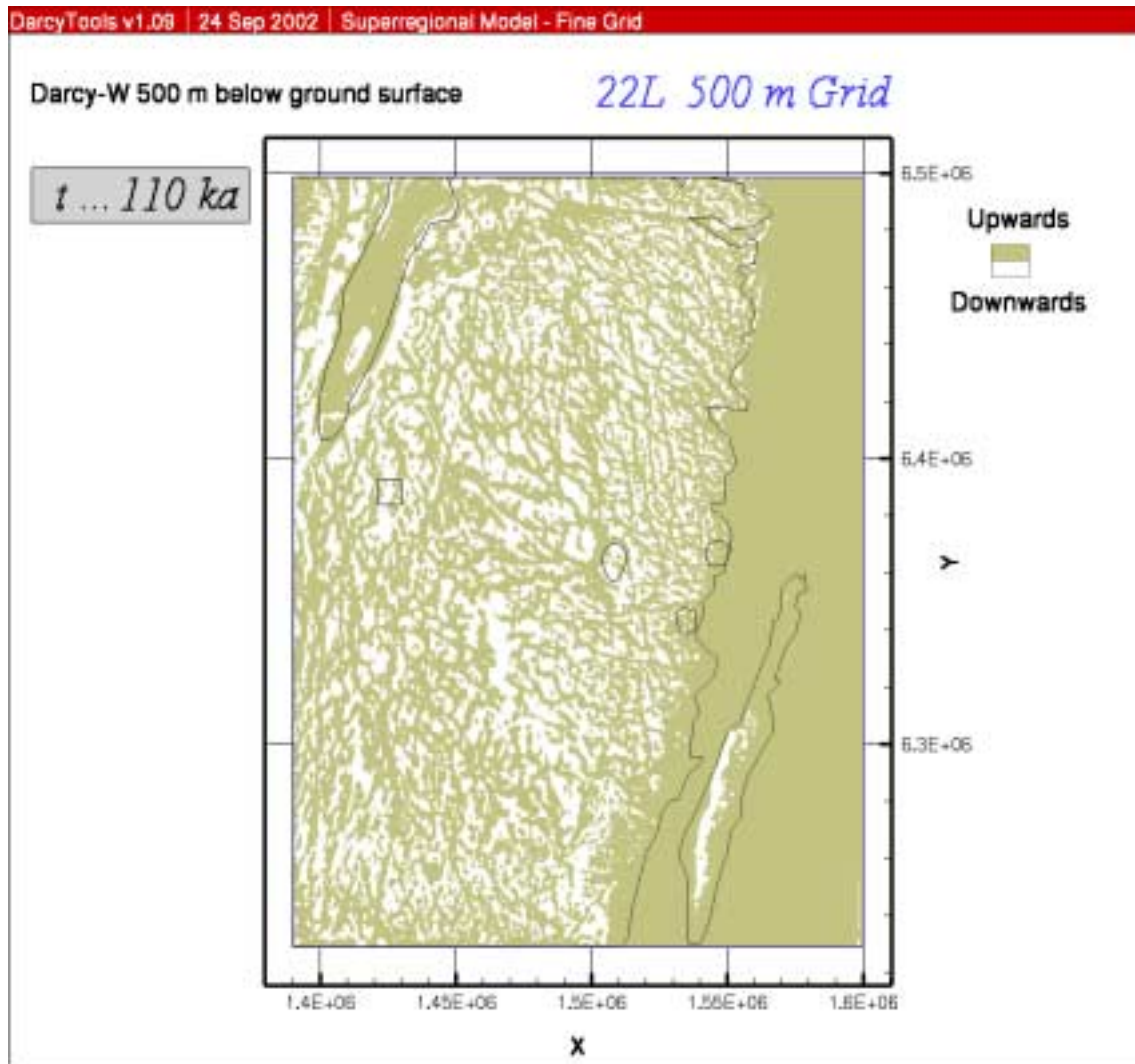 DarcyTools v1.09 | 24 Sep 2002 | Superregional Model - Fine Grid
Darcy-W 500 m below ground surface
22L 500 m Grid
t ... 110 ka
6.5E+06
Upwards
Downwards
6.4E+06
Y
6.3E+06
1.4E+06 1.45E+06 1.5E+06 1.55E+06 1.6E+06
X